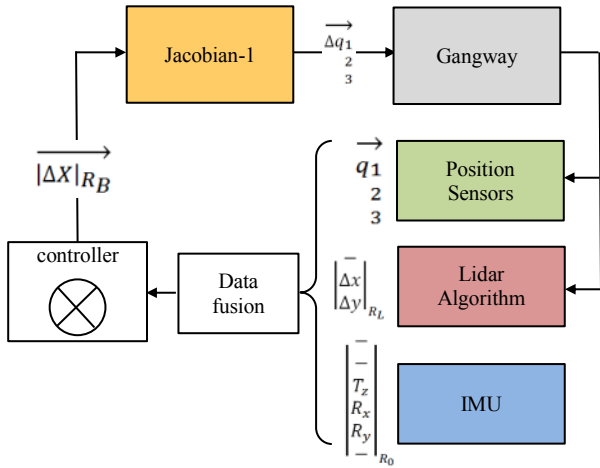 Jacobian-1
Δq1
2
3
Gangway
|ΔX|RB
q1
2
3
Position
Sensors
controller
Data
fusion
Δx
Δy
RL
Lidar
Algorithm
Tz
Rx
Ry
R0
IMU